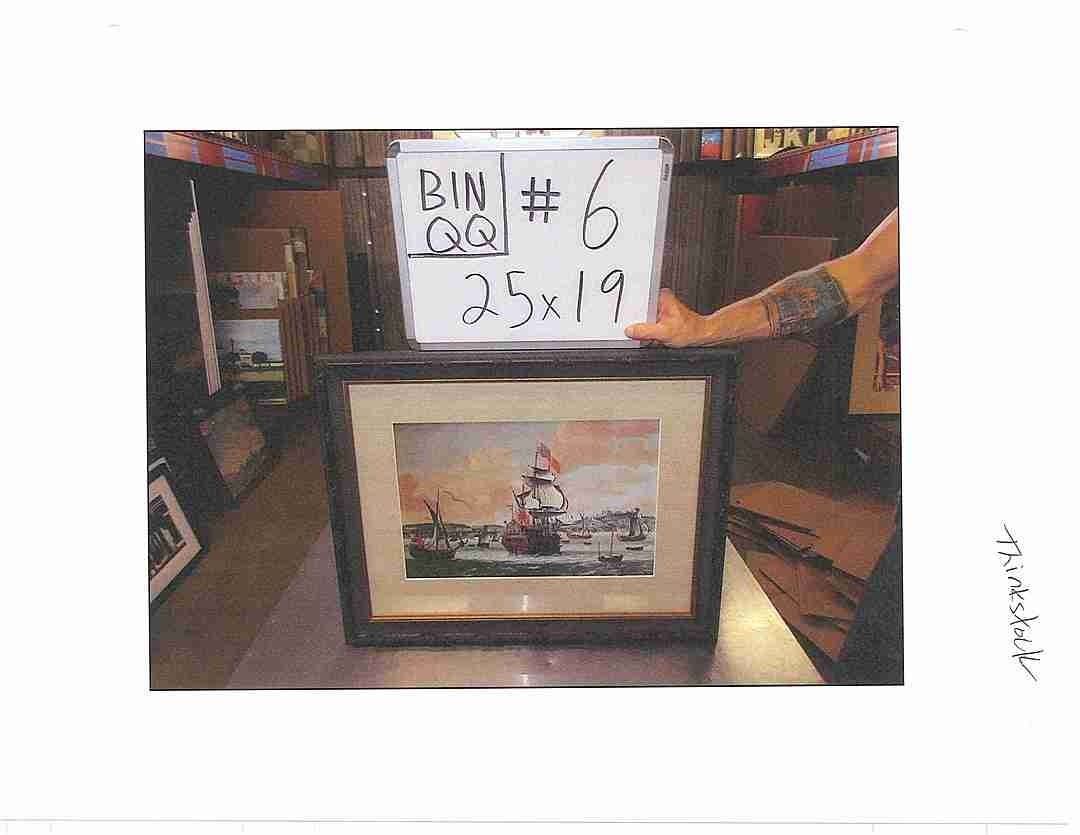 BIN # 6
QQ
25x19
Thinkstock